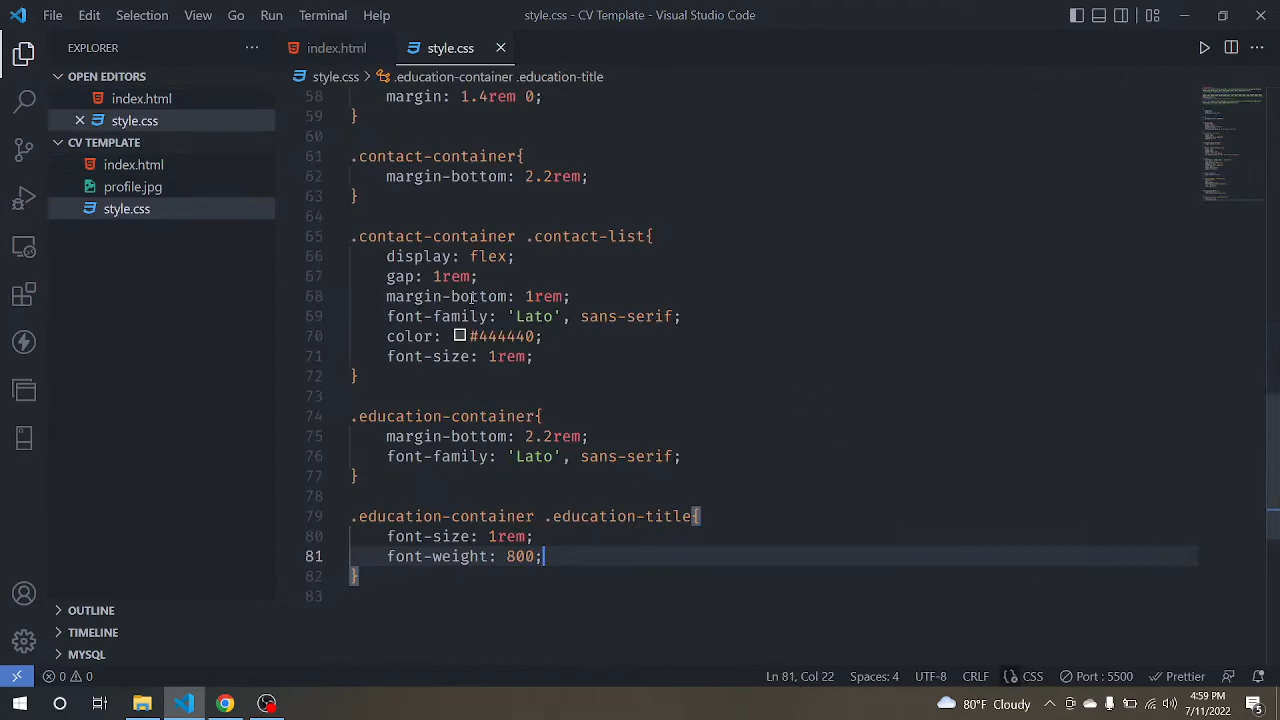 File Edit Selection View Go Run Terminal Help
style.css - CV Template - Visual Studio Code
EXPLORER
index.html
style.css
OPEN EDITORS
style.css > .education-container .education-title
index.html
style.css
CV TEMPLATE
index.html
profile.jpg
style.css
58 margin: 1.4rem 0;
59 }
60
61 .contact-container{
62 margin-bottom: 2.2rem;
63 }
64
65 .contact-container .contact-list{
66 display: flex;
67 gap: 1rem;
68 margin-bottom: 1rem;
69 font-family: 'Lato', sans-serif;
70 color: #444440;
71 font-size: 1rem;
72 }
73
74 .education-container{
75 margin-bottom: 2.2rem;
76 font-family: 'Lato', sans-serif;
77 }
78
79 .education-container .education-title{
80 font-size: 1rem;
81 font-weight: 800;
82 }
83
OUTLINE
TIMELINE
MYSQL
0 0 Ln 81, Col 22 Spaces: 4 UTF-8 CRLF CSS Port : 5500 Prettier
80°F Cloudy
4:59 PM
7/11/2022
5